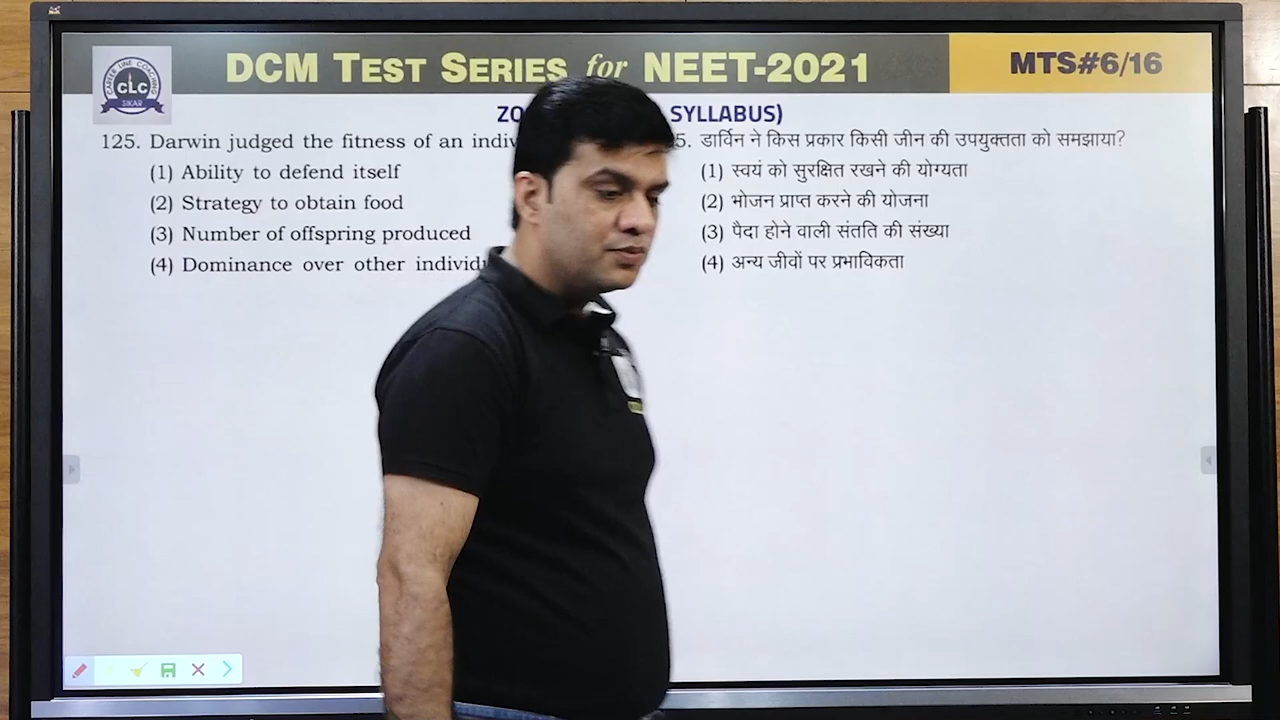 CAREER LINE COACHING
CLC
SIKAR
DCM TEST SERIES for NEET-2021
MTS#6/16
SYLLABUS)
125. Darwin judged the fitness of an
(1) Ability to defend itself
(2) Strategy to obtain food
(3) Number of offspring produced
(4) Dominance over other
5. डार्विन ने किस प्रकार किसी जीन की उपयुक्तता को समझाया?
(1) स्वयं को सुरक्षित रखने की योग्यता
(2) भोजन प्राप्त करने की योजना
(3) पैदा होने वाली संतति की संख्या
(4) अन्य जीवों पर प्रभाविकता